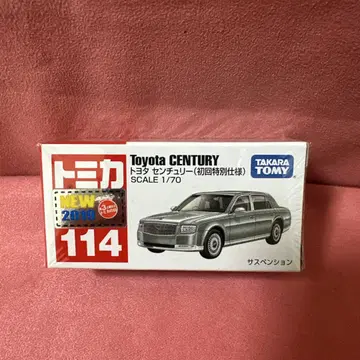 トミカ
NEW
2019
114
Toyota CENTURY
トヨタ センチュリー(初回特別仕様)
SCALE 1/70
TAKARA
TOMY
サスペンション